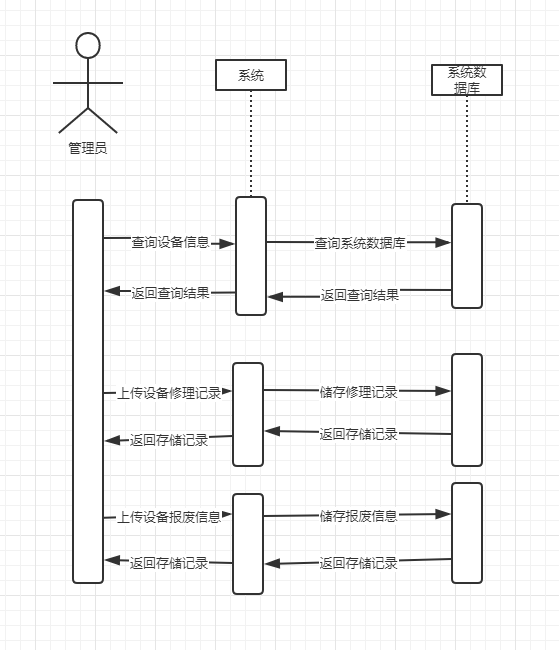 系统
系统数
据库
管理员
查询设备信息
查询系统数据库
返回查询结果
返回查询结果
上传设备修理记录
储存修理记录
返回存储记录
返回存储记录
上传设备报废信息
储存报废信息
返回存储记录
返回存储记录